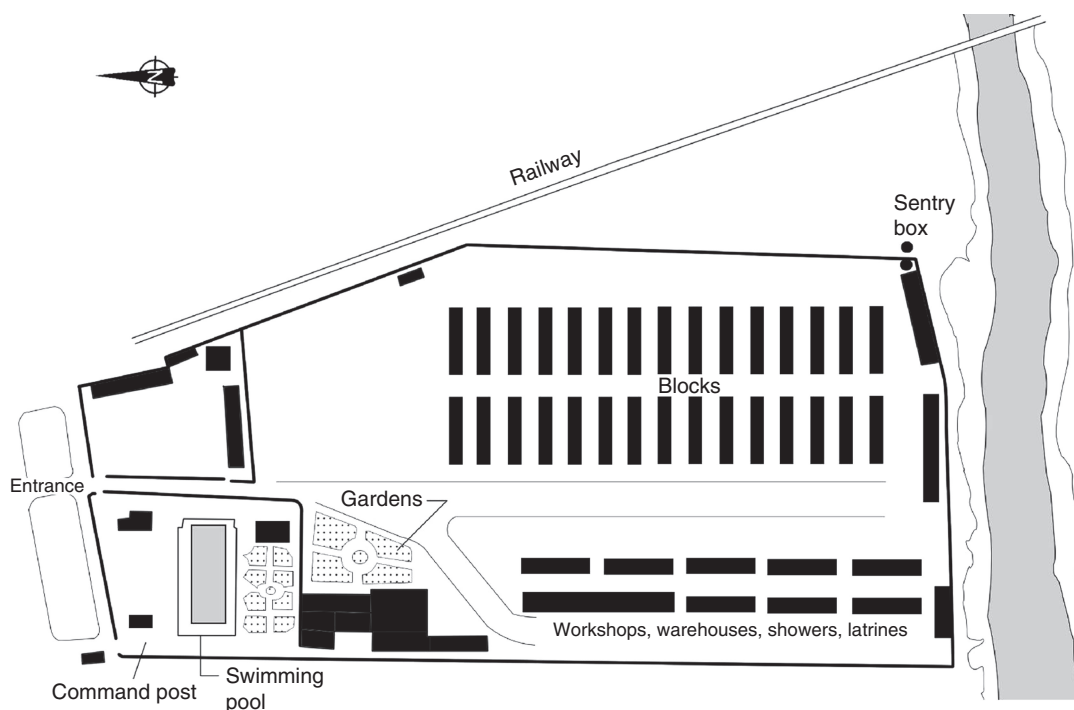 N
Railway
Sentry
box
Blocks
Entrance
Gardens
Workshops, warehouses, showers, latrines
Command post
Swimming
pool